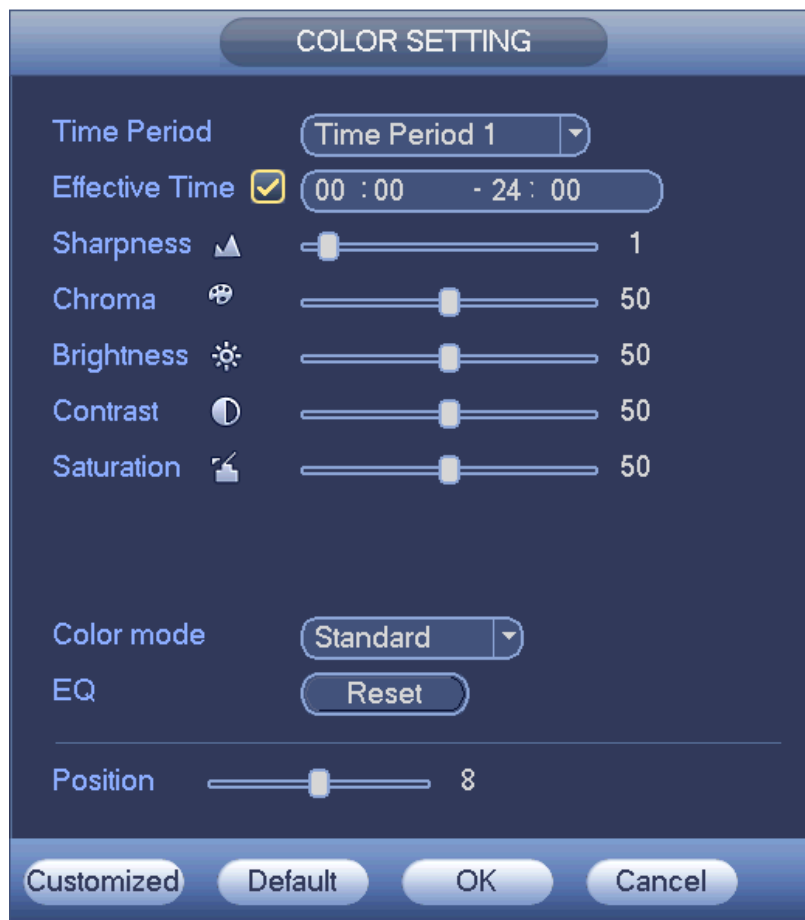 COLOR SETTING
Time Period Time Period 1
Effective Time 00 :00 - 24 : 00
Sharpness 1
Chroma 50
Brightness 50
Contrast 50
Saturation 50
Color mode Standard
EQ Reset
Position 8
Customized Default OK Cancel